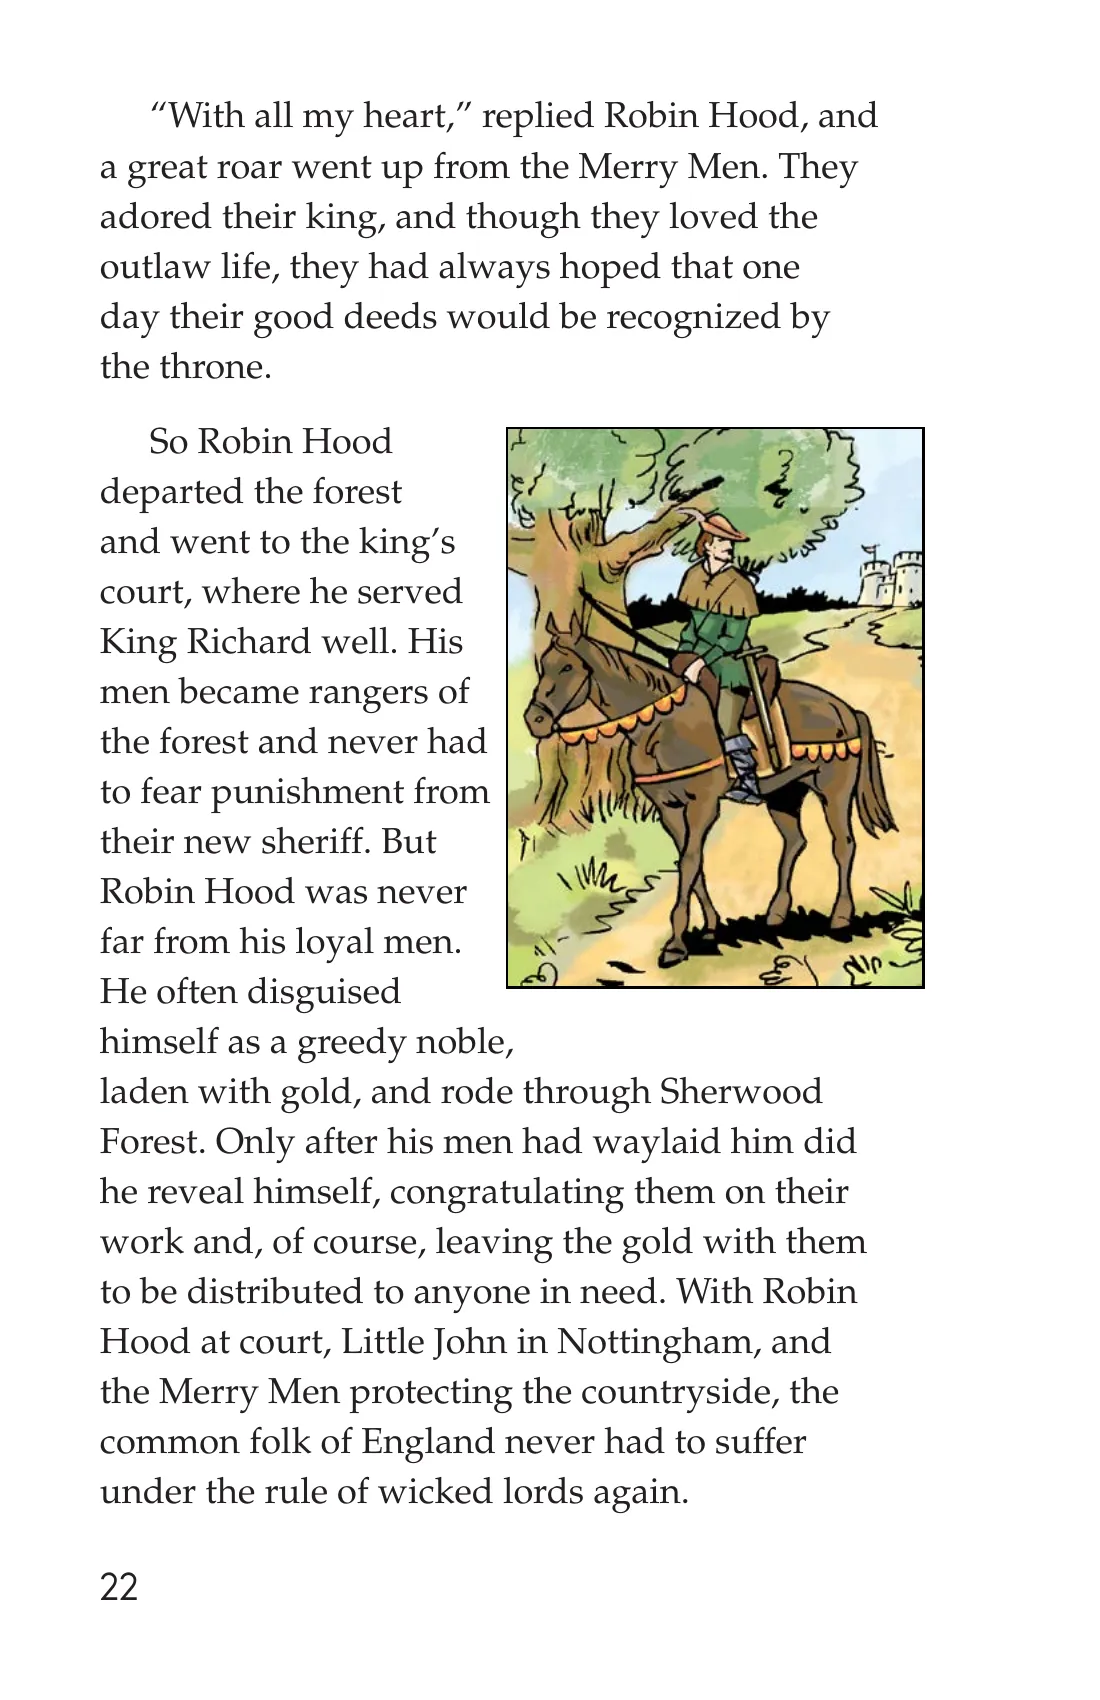 “With all my heart,” replied Robin Hood, and
a great roar went up from the Merry Men. They
adored their king, and though they loved the
outlaw life, they had always hoped that one
day their good deeds would be recognized by
the throne.
So Robin Hood
departed the forest
and went to the king’s
court, where he served
King Richard well. His
men became rangers of
the forest and never had
to fear punishment from
their new sheriff. But
Robin Hood was never
far from his loyal men.
He often disguised
himself as a greedy noble,
laden with gold, and rode through Sherwood
Forest. Only after his men had waylaid him did
he reveal himself, congratulating them on their
work and, of course, leaving the gold with them
to be distributed to anyone in need. With Robin
Hood at court, Little John in Nottingham, and
the Merry Men protecting the countryside, the
common folk of England never had to suffer
under the rule of wicked lords again.
22